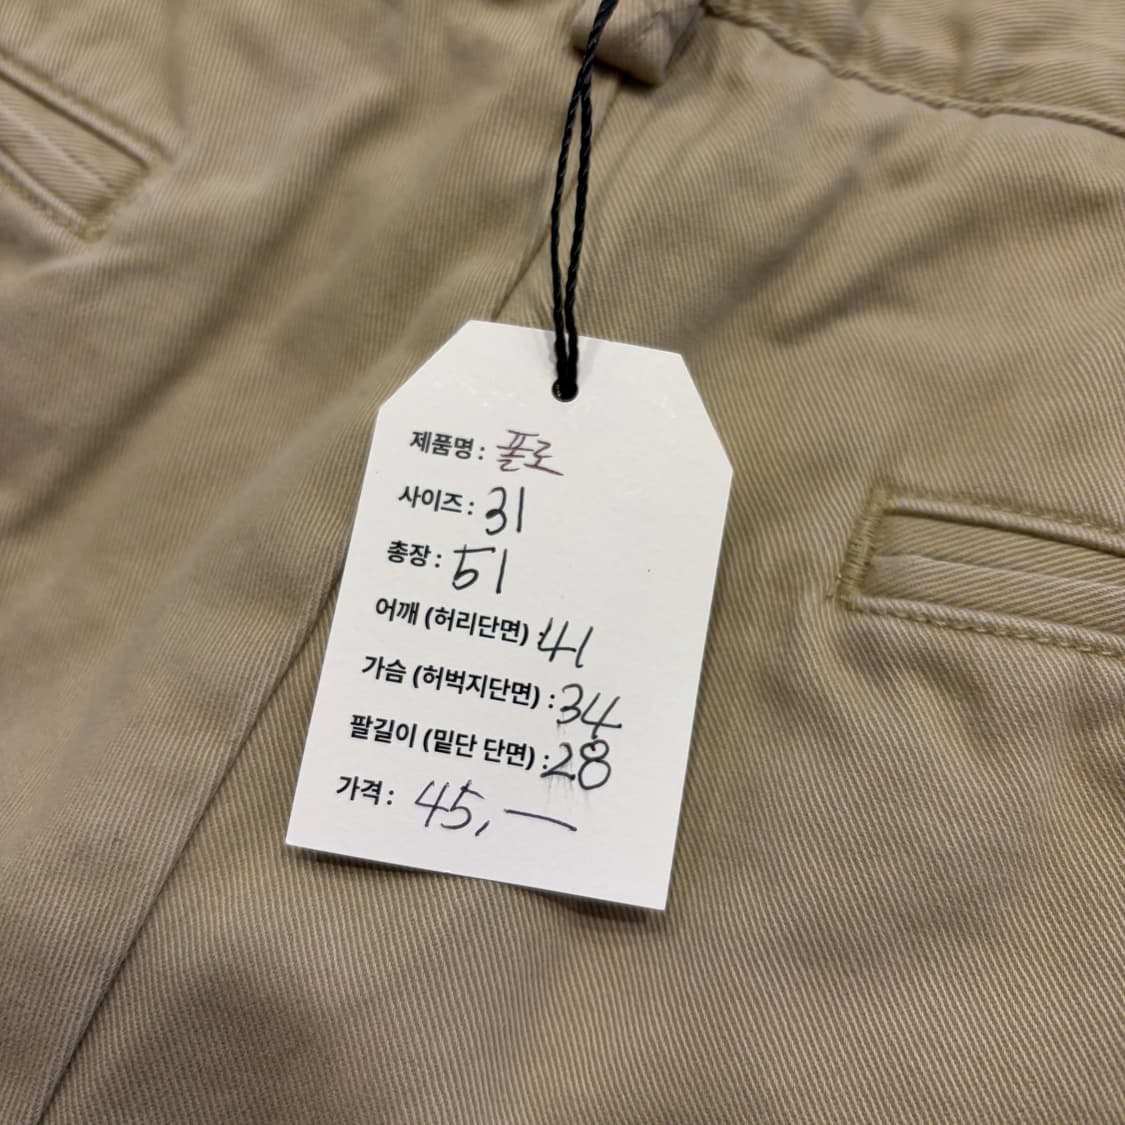 제품명 : 폴로
사이즈 : 31
총장 : 51
어깨 (허리단면) : 41
가슴 (허벅지단면) : 34
팔길이 (밑단 단면) : 28
가격 : 45,—